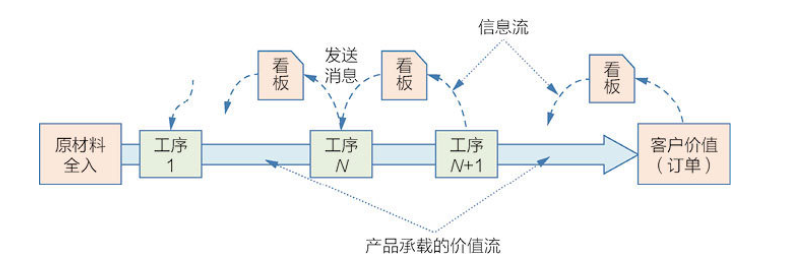 信息流
发送
消息
看
板
看
板
看
板
原材料
全入
工序
1
工序
N
工序
N+1
客户价值
（订单）
产品承载的价值流